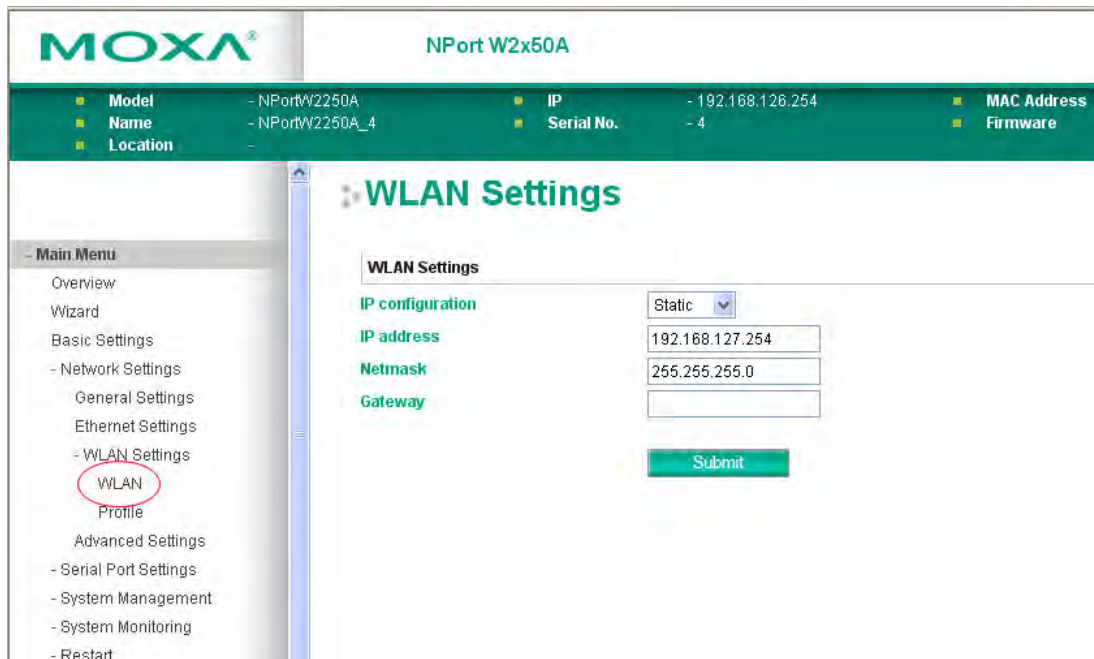 MOXA®
NPort W2x50A
Model - NPortW2250A IP - 192.168.126.254 MAC Address
Name - NPortW2250A_4 Serial No. - 4 Firmware
Location -
WLAN Settings
- Main Menu
Overview
Wizard
Basic Settings
- Network Settings
General Settings
Ethernet Settings
- WLAN Settings
WLAN
Profile
Advanced Settings
- Serial Port Settings
- System Management
- System Monitoring
- Restart
WLAN Settings
IP configuration Static
IP address 192.168.127.254
Netmask 255.255.255.0
Gateway
Submit